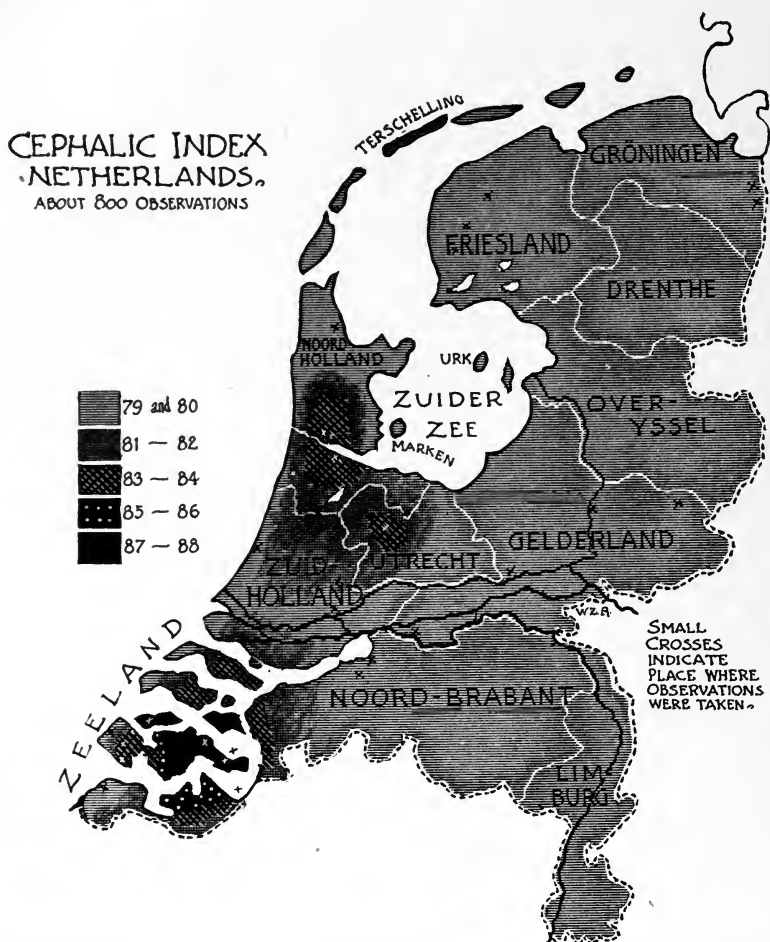 CEPHALIC INDEX
NETHERLANDS.
ABOUT 800 OBSERVATIONS
TERSCHELLING
GRÖNINGEN
FRIESLAND
DRENTHE
NOORD-
HOLLAND
URK
ZUIDER
ZEE
MARKEN
OVER-
YSSEL
79 and 80
81 – 82
83 – 84
85 – 86
87 – 88
GELDERLAND
UTRECHT
ZUID-
HOLLAND
W.Z.R.
SMALL
CROSSES
INDICATE
PLACE WHERE
OBSERVATIONS
WERE TAKEN.
ZEELAND
NOORD-BRABANT
LIM-
BURG